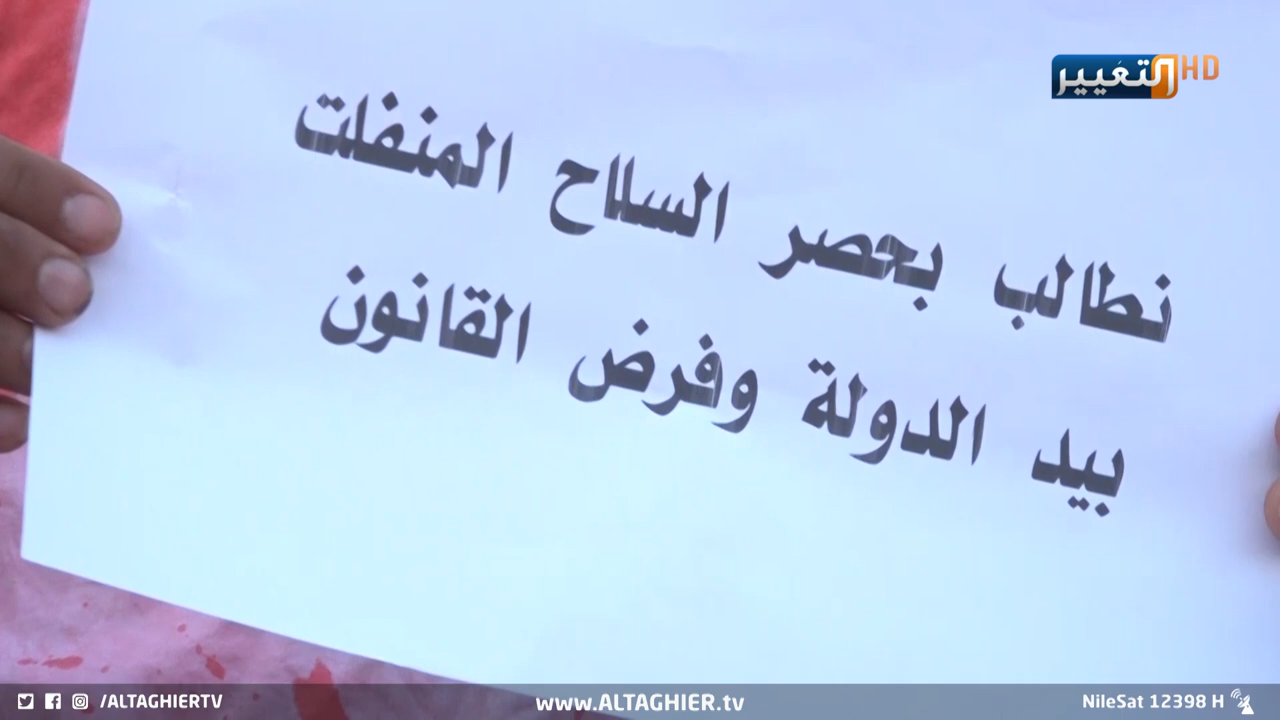 التغيير HD
نطالب بحصر السلاح المنفلت
بيد الدولة وفرض القانون
/ALTAGHIERTV
www.ALTAGHIER.tv
NileSat 12398 H